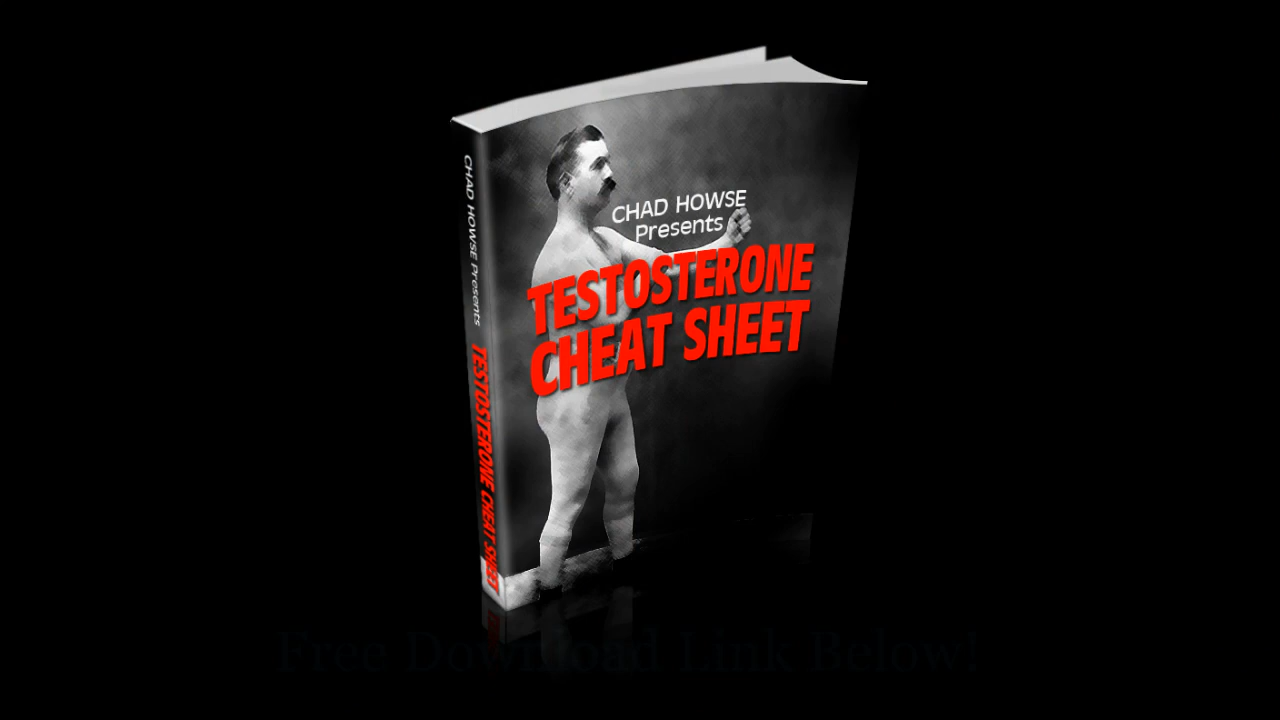 CHAD HOWSE
Presents
TESTOSTERONE
CHEAT SHEET
CHAD HOWSE Presents
TESTOSTERONE CHEAT SHEET
Free Download Link Below!